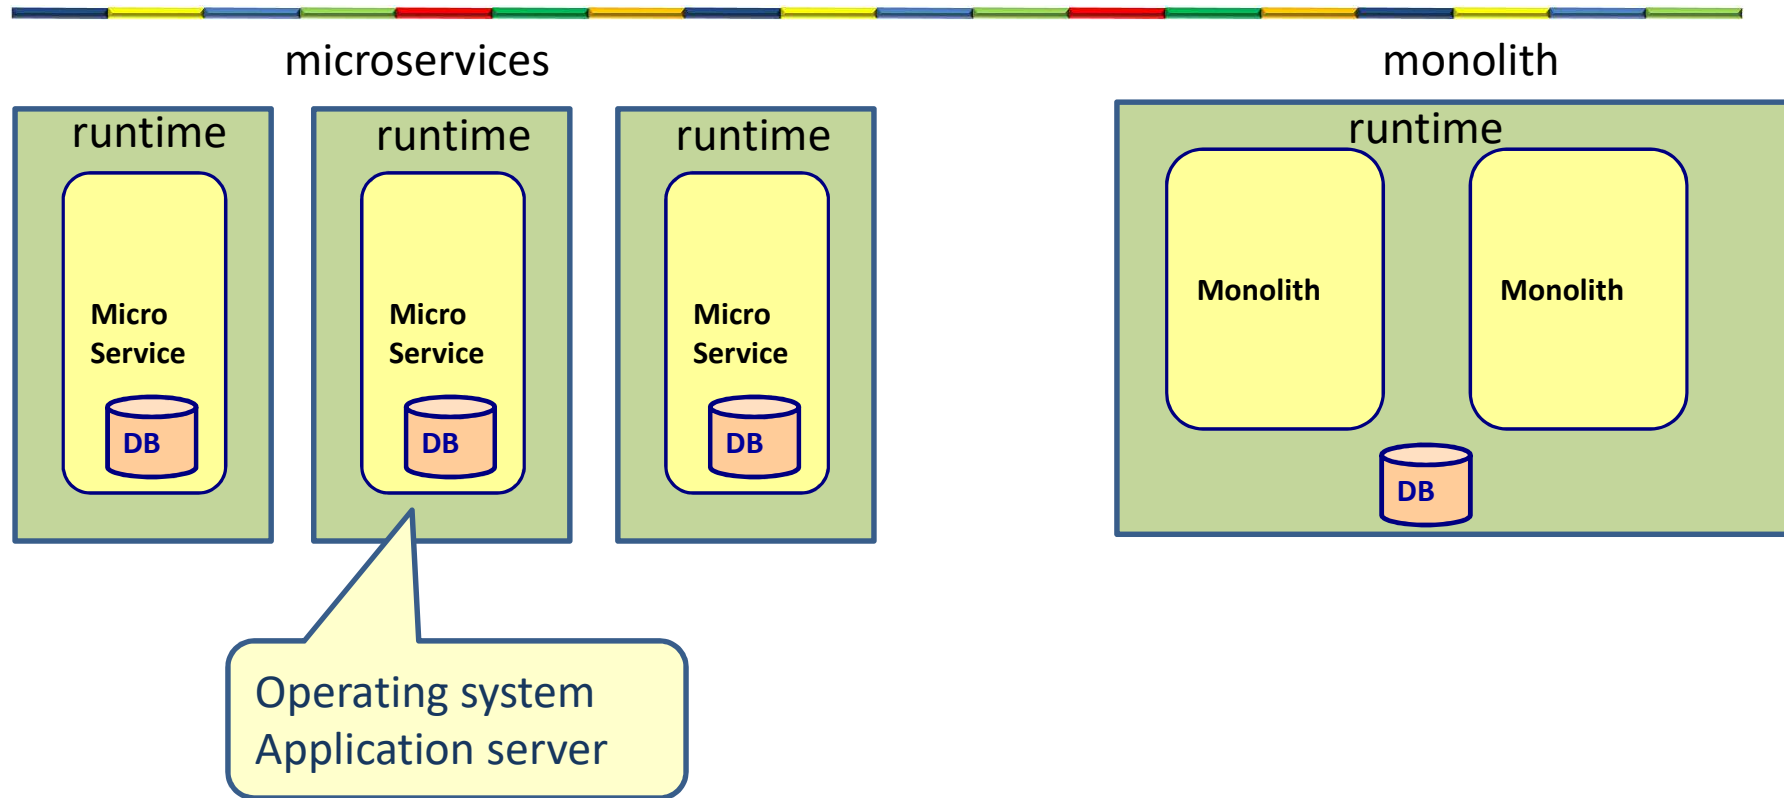 microservices
monolith
runtime
runtime
runtime
runtime
Micro
Service
DB
Micro
Service
DB
Micro
Service
DB
Monolith
Monolith
DB
Operating system
Application server